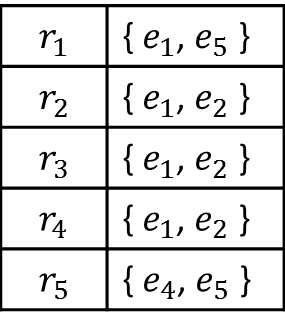 r₁ { e₁, e₅ }
r₂ { e₁, e₂ }
r₃ { e₁, e₂ }
r₄ { e₁, e₂ }
r₅ { e₄, e₅ }